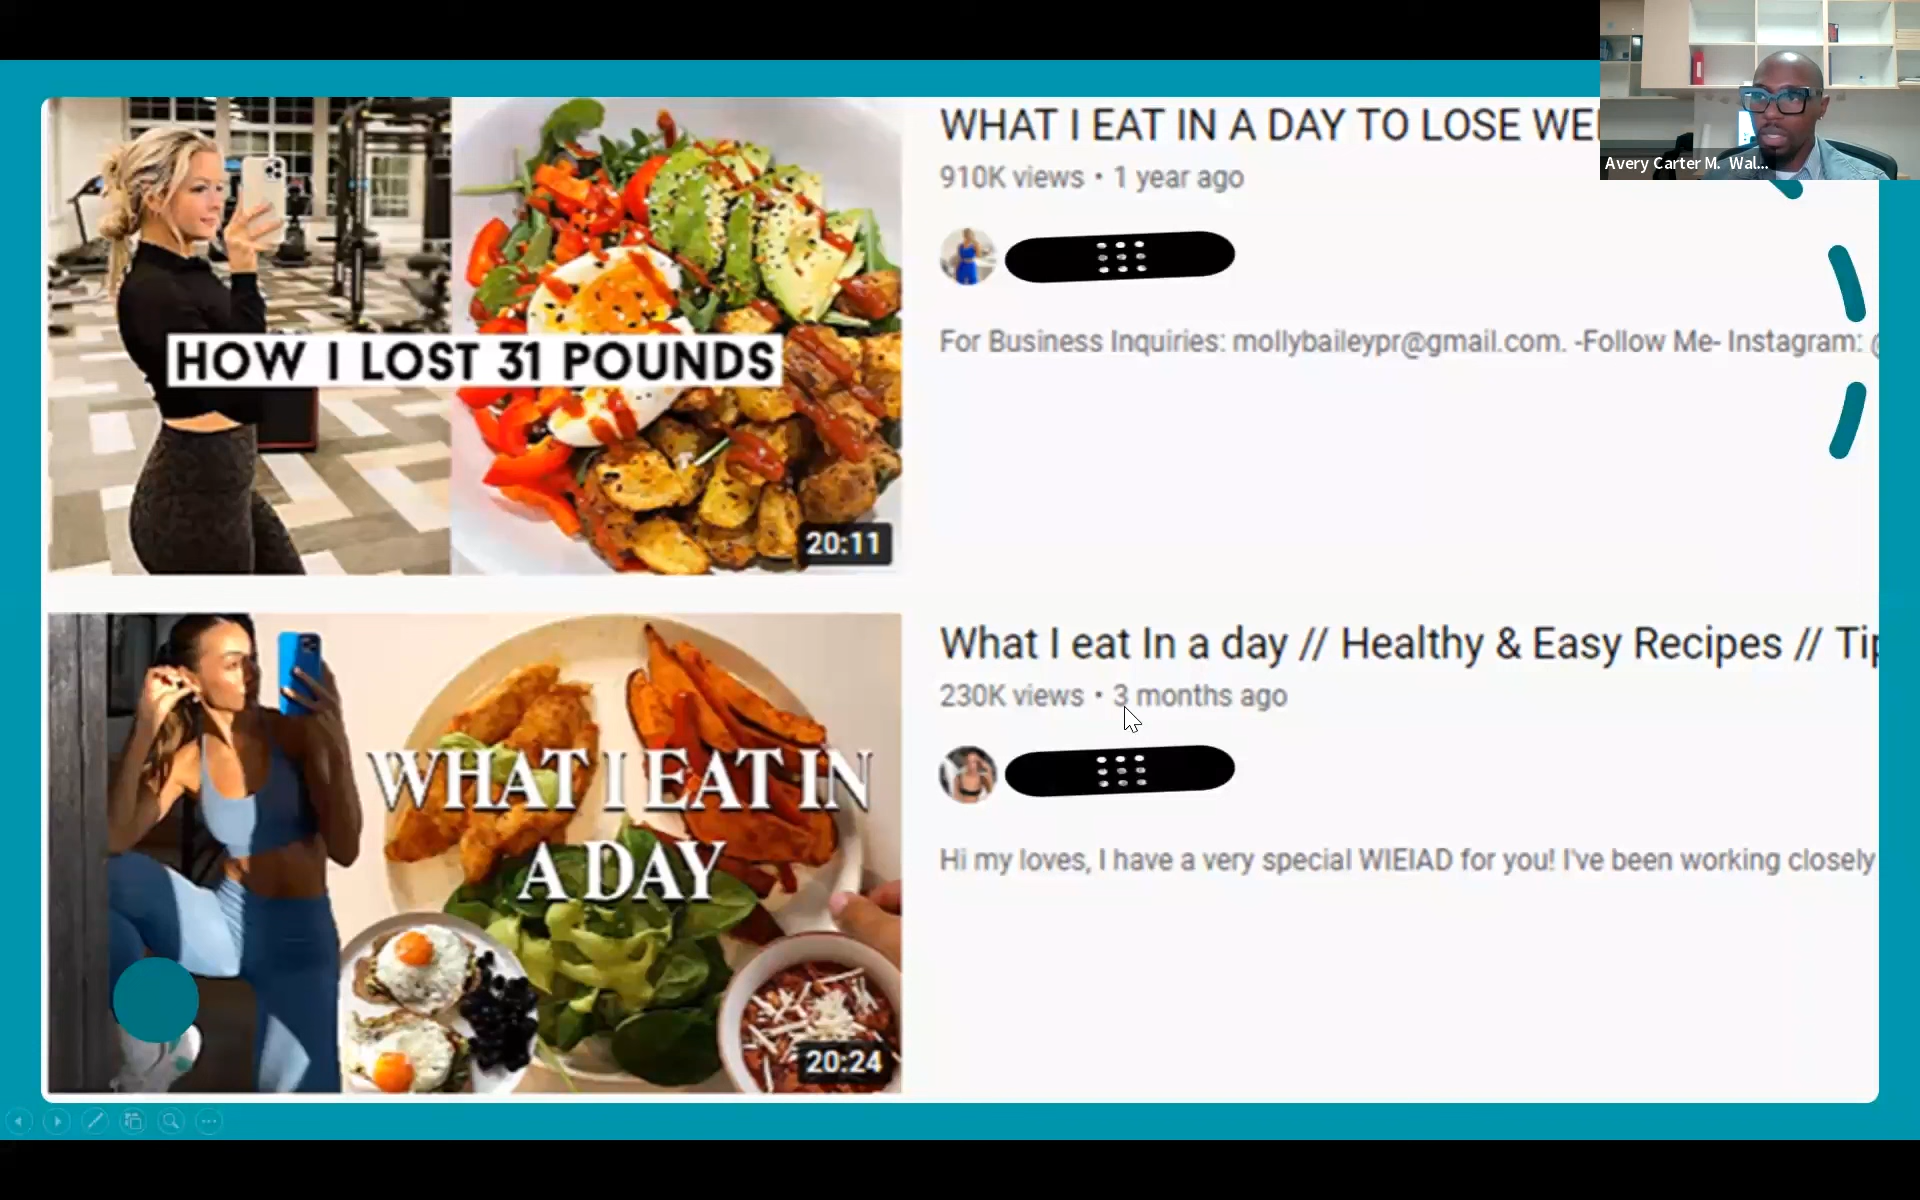 WHAT I EAT IN A DAY TO LOSE WEI
910K views • 1 year ago
Avery Carter M. Wal...
For Business Inquiries: mollybaileypr@gmail.com. -Follow Me- Instagram: @
HOW I LOST 31 POUNDS
20:11
What I eat In a day // Healthy & Easy Recipes // Tip
230K views • 3 months ago
Hi my loves, I have a very special WIEIAD for you! I've been working closely
WHAT I EAT IN
A DAY
20:24